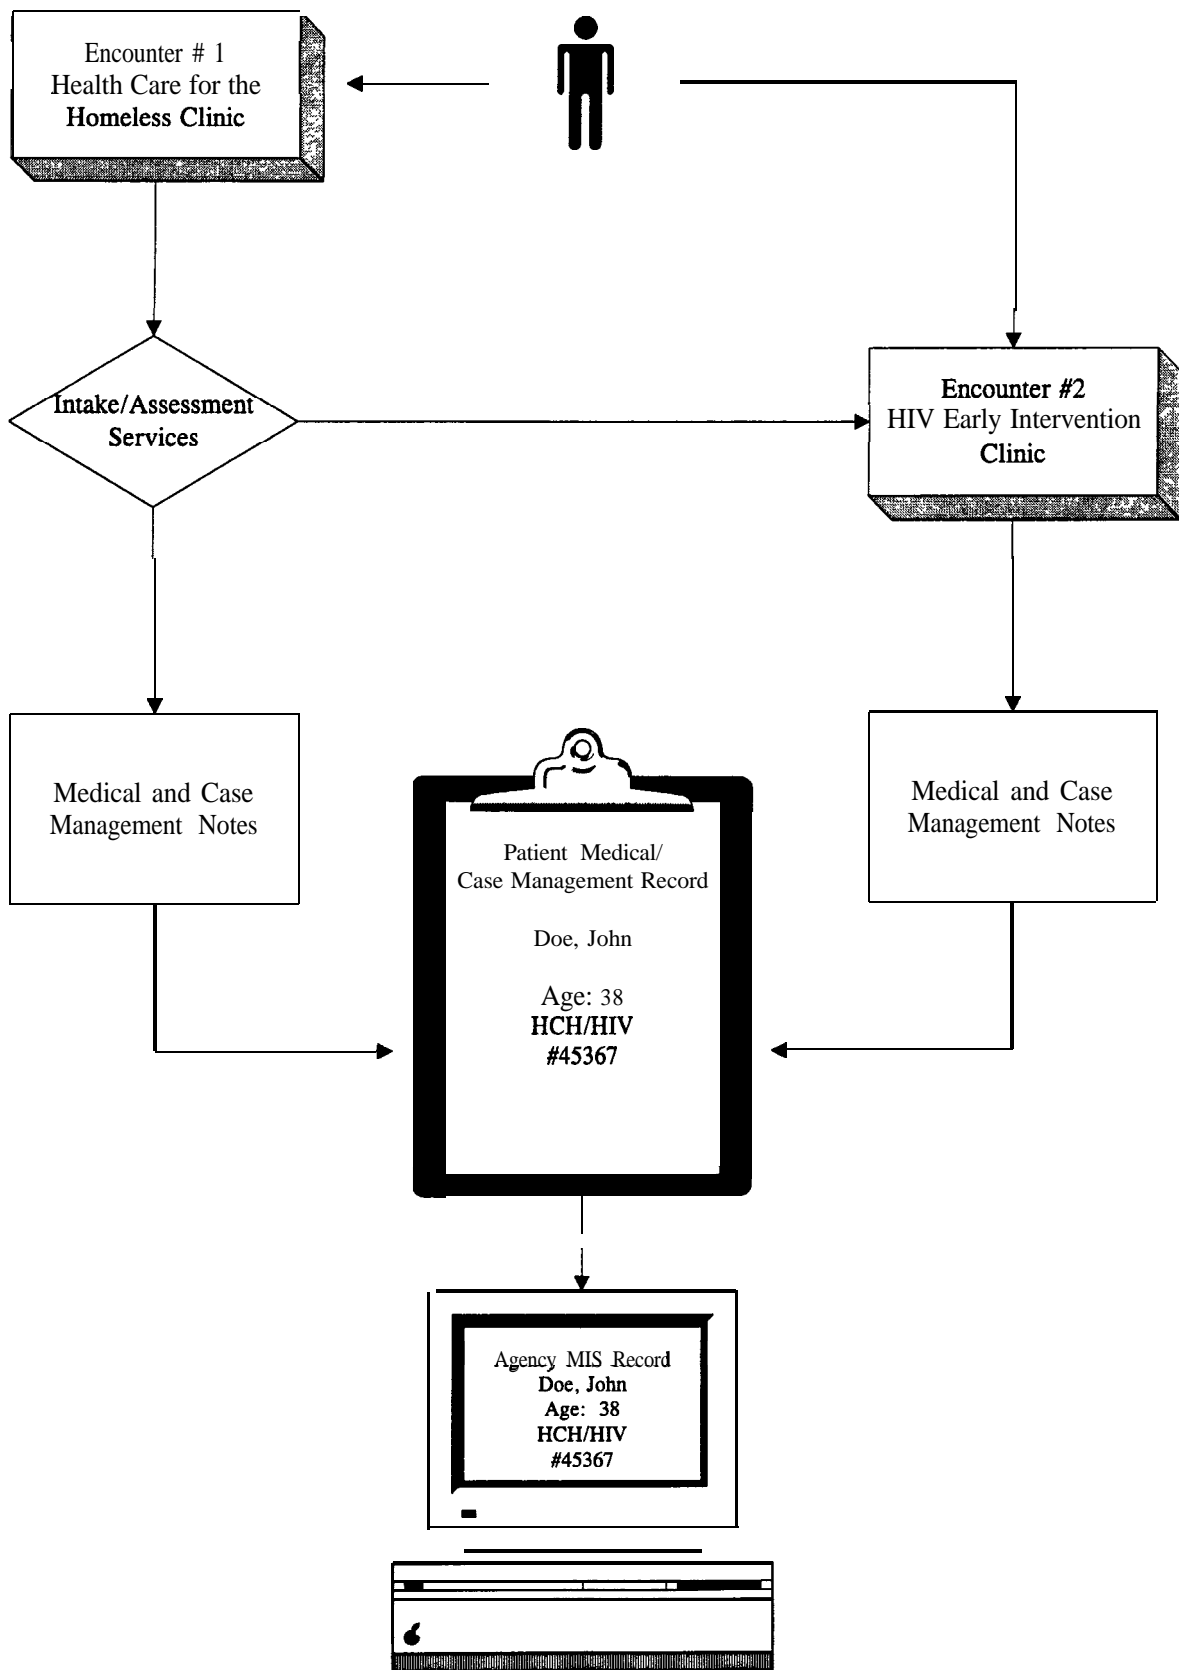 Encounter # 1
Health Care for the
Homeless Clinic
Intake/Assessment
Services
Encounter #2
HIV Early Intervention
Clinic
Medical and Case
Management Notes
Patient Medical/
Case Management Record
Doe, John
Age: 38
HCH/HIV
#45367
Medical and Case
Management Notes
Agency MIS Record
Doe, John
Age: 38
HCH/HIV
#45367